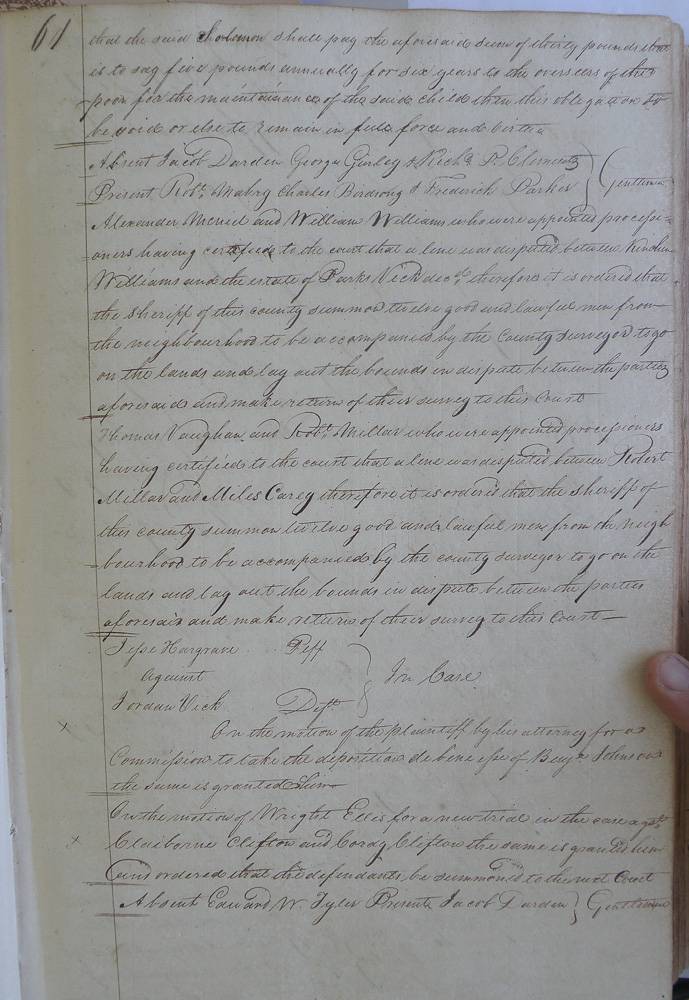 61
that the said Solomon shall pay the aforesaid sum of thirty pounds that
is to say five pounds annually for six years to the overseers of the
poor for the maintainance of the said child then this obligation to
be void or else to remain in full force and virtue
Absent Jacob Darden George Gurley & Rich.d R. Clements
Present Rob.t Mabry Charles Birdsong & Frederick Parker } Gentlemen
Alexander Mcneil and William Williams who were appointed processi-
-oners having certified to the court that a line was disputed between Kinchen
Williams and the estate of Parks Vick dec.d therefore it is ordered that
the Sheriff of this county summon twelve good and lawful men from
the neighbourhood to be accompanied by the County surveyor to go
on the lands and lay out the bounds in dispute between the parties
aforesaid and make return of their survey to this Court
Thomas Vaughan and Rob.t Millar who were appointed processioners
having certified to the court that a line was disputed between Robert
Millar and Miles Carey therefore it is ordered that the Sheriff of
this county summon twelve good and lawful men from the neigh
-bourhood to be accompanied by the county surveyor to go on the
lands and lay out the bounds in dispute between the parties
aforesaid and make return of their survey to this Court
Jesse Hargrave Plff
against } In Case
Jordan Vick Deft
On the motion of the plaintiff by his attorney for a
Commission to take the deposition de bene esse of Benj.a Johnson
the same is granted him
On the motion of Wright Ellis for a new trial in the case ag.st
Claiborne Clifton and Cordy Clifton the same is granted him
and ordered that the defendants be summoned to the next Court
Absent Edward W. Tyler Present Jacob Darden } Gentlemen